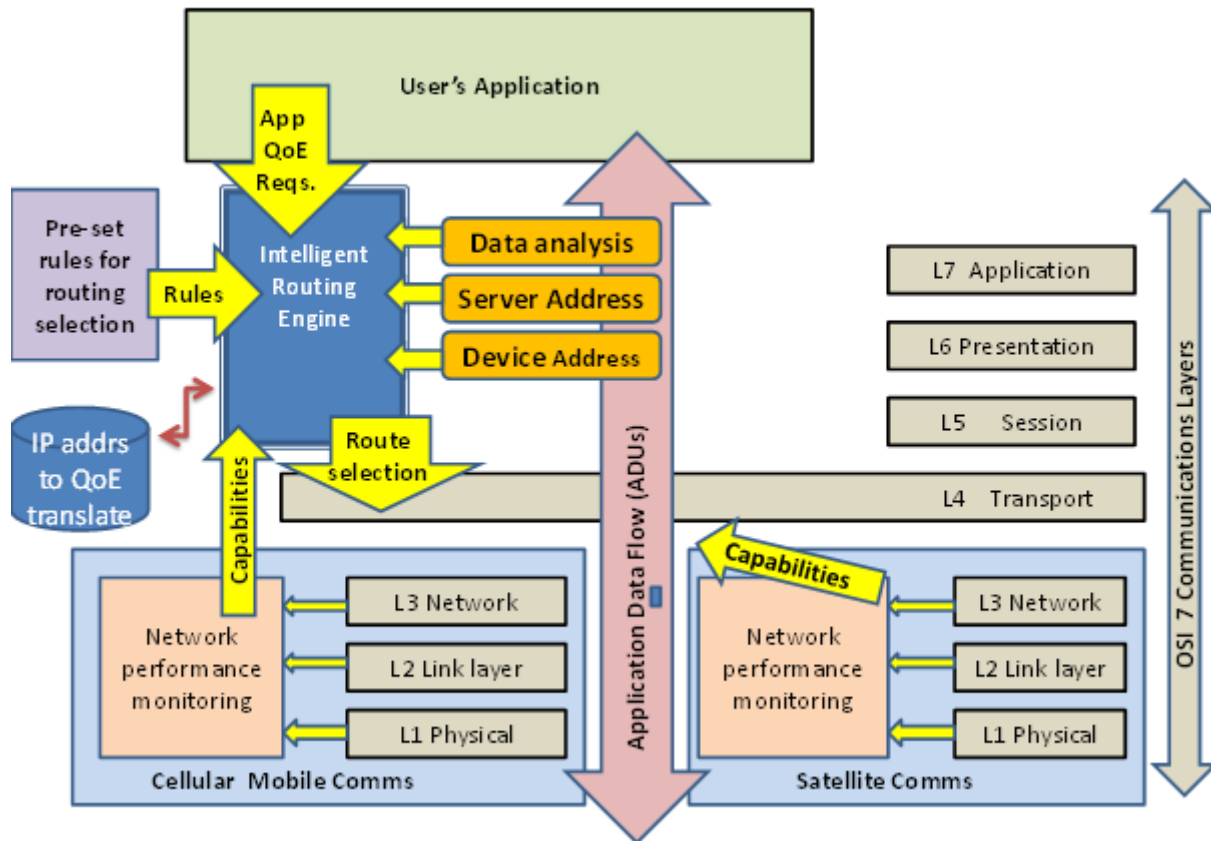 User's Application
App
QoE
Reqs.
Pre-set
rules for
routing
selection
Rules
Intelligent
Routing
Engine
Data analysis
Server Address
Device Address
L7 Application
L6 Presentation
L5 Session
L4 Transport
IP addrs
to QoE
translate
Route
selection
Capabilities
Capabilities
Application Data Flow (ADUs)
OSI 7 Communications Layers
Network
performance
monitoring
L3 Network
L2 Link layer
L1 Physical
Cellular Mobile Comms
Network
performance
monitoring
L3 Network
L2 Link layer
L1 Physical
Satellite Comms